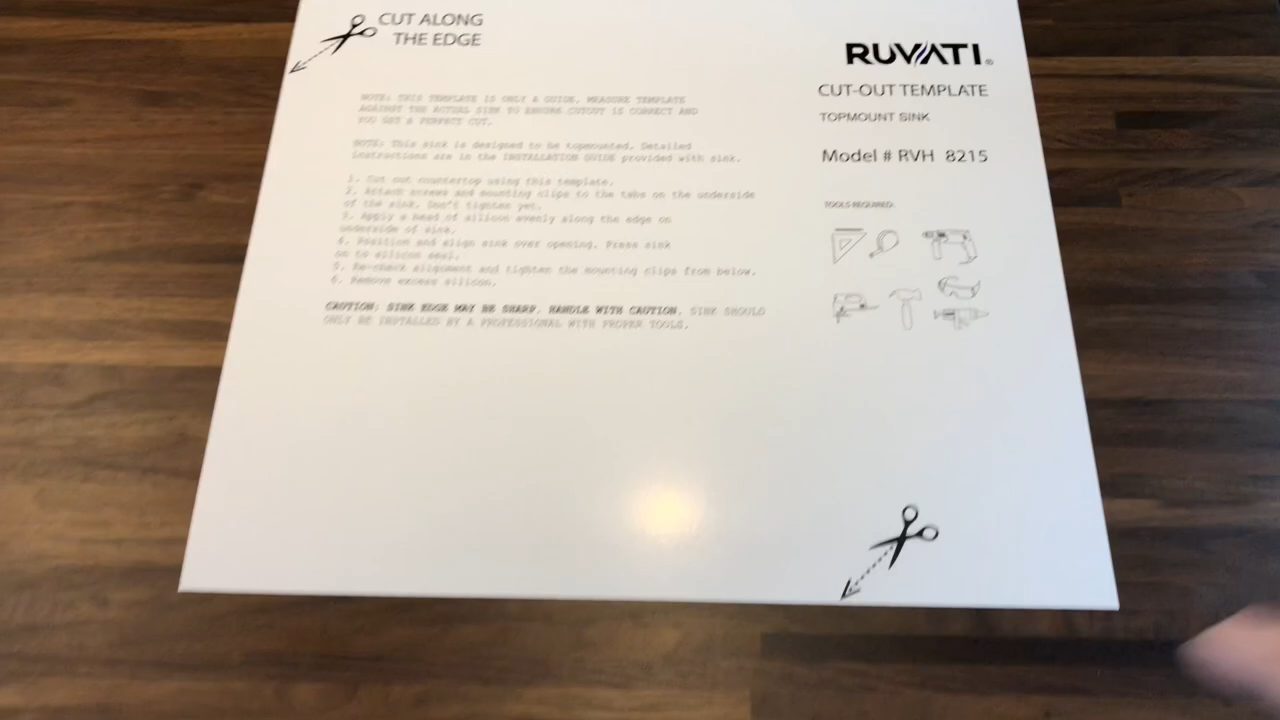 CUT ALONG
THE EDGE
NOTE: THIS TEMPLATE IS ONLY A GUIDE, MEASURE TEMPLATE
AGAINST THE ACTUAL SINK TO ENSURE CUTOUT IS CORRECT AND
YOU GET A PERFECT CUT.
NOTE: This sink is designed to be topmounted. Detailed
instructions are in the INSTALLATION GUIDE provided with sink.
1. Cut out countertop using this template.
2. Attach screws and mounting clips to the tabs on the underside
of the sink. Don't tighten yet.
3. Apply a bead of silicon evenly along the edge on
underside of sink.
4. Position and align sink over opening. Press sink
on to silicon seal.
5. Re-check alignment and tighten the mounting clips from below.
6. Remove excess silicon.
CAUTION: SINK EDGE MAY BE SHARP. HANDLE WITH CAUTION. SINK SHOULD
ONLY BE INSTALLED BY A PROFESSIONAL WITH PROPER TOOLS.
RUVATI®
CUT-OUT TEMPLATE
TOPMOUNT SINK
Model # RVH 8215
TOOLS REQUIRED: